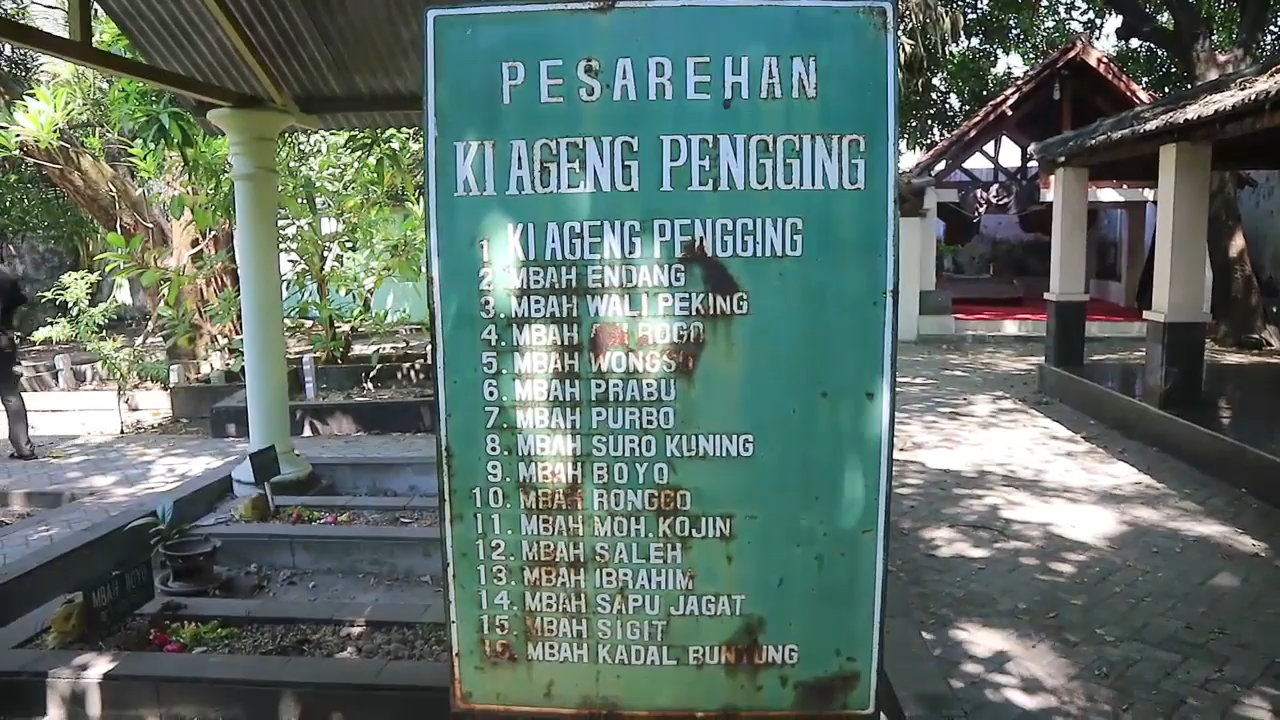 PESAREHAN
KI AGENG PENGGING
1. KI AGENG PENGGING
2. MBAH ENDANG
3. MBAH WALI PEKING
4. MBAH ROGO
5. MBAH WONGSO
6. MBAH PRABU
7. MBAH PURBO
8. MBAH SURO KUNING
9. MBAH BOYO
10. MBAH RONGGO
11. MBAH MOH.KOJIN
12. MBAH SALEH
13. MBAH IBRAHIM
14. MBAH SAPU JAGAT
15. MBAH SIGIT
16. MBAH KADAL BUNTUNG
MBAH BOYO